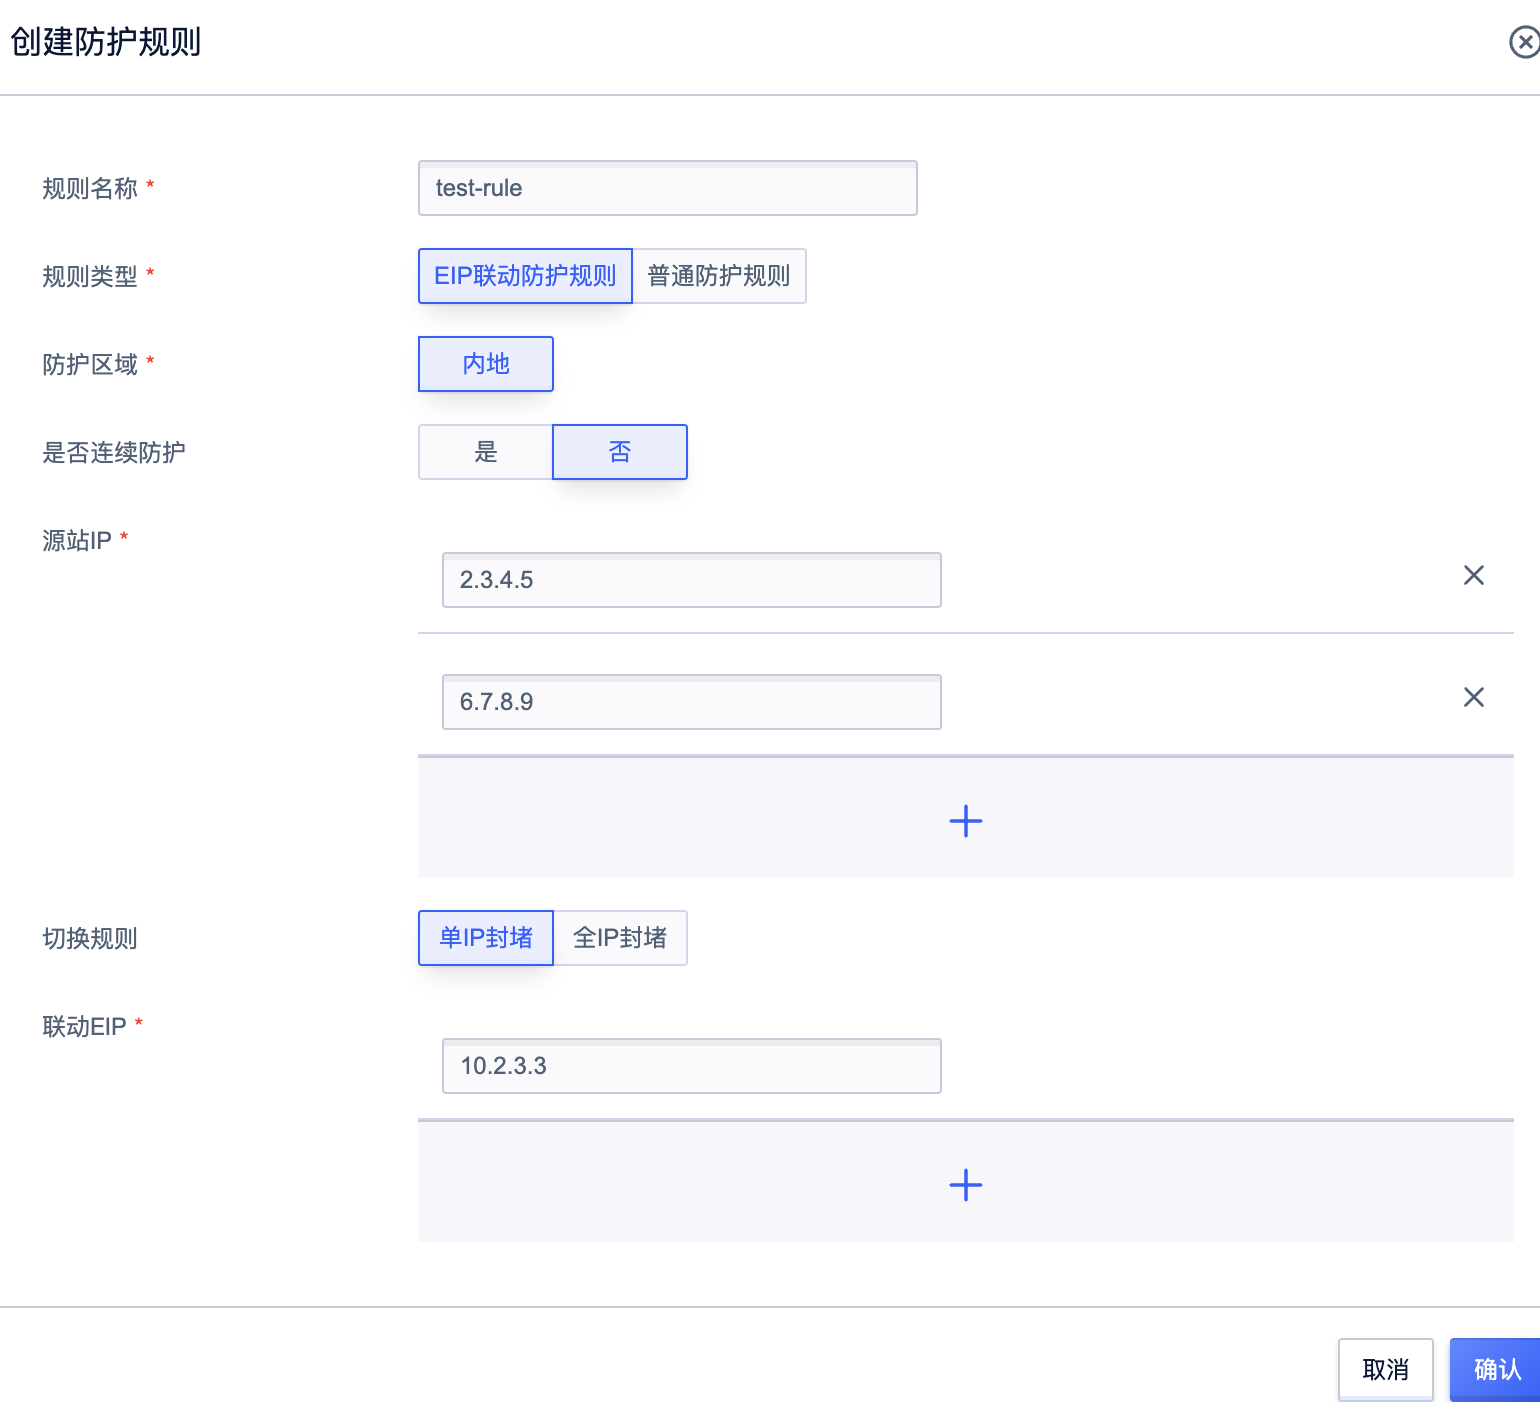 创建防护规则
规则名称 *
test-rule
规则类型 *
EIP联动防护规则 普通防护规则
防护区域 *
内地
是否连续防护
是 否
源站IP *
2.3.4.5
6.7.8.9
切换规则
单IP封堵 全IP封堵
联动EIP *
10.2.3.3
取消 确认